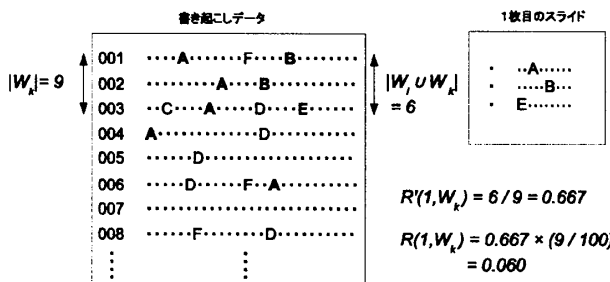 書き起こしデータ
1枚目のスライド
001 ·····A········F·····B·········
002 ············A·····B············
|W_k| = 9
003 ··C·····A······D·····E·······
|W_l ∪ W_k| = 6
004 A···············D·············
005 ·······D······················
006 ······D·······F···A···········
007 ······························
008 ·······F··········D············
· ··A······
· ·····B··
· E·······
R'(1,W_k) = 6 / 9 = 0.667
R(1,W_k) = 0.667 × (9 / 100)
= 0.060